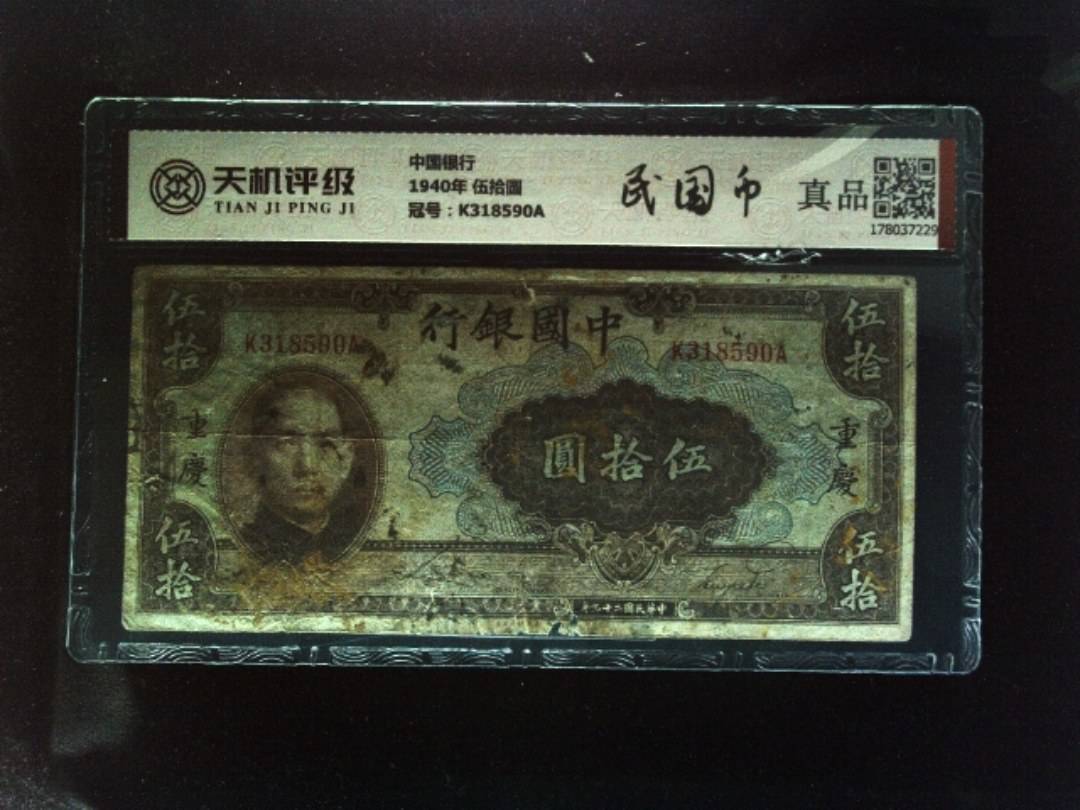 天机评级
TIAN JI PING JI
中国银行
1940年 伍拾圆
冠号：K318590A
民国币
真品
178037229
伍拾
行銀國中
伍拾
K318590A
K318590A
重慶
圓拾伍
重慶
伍拾
伍拾